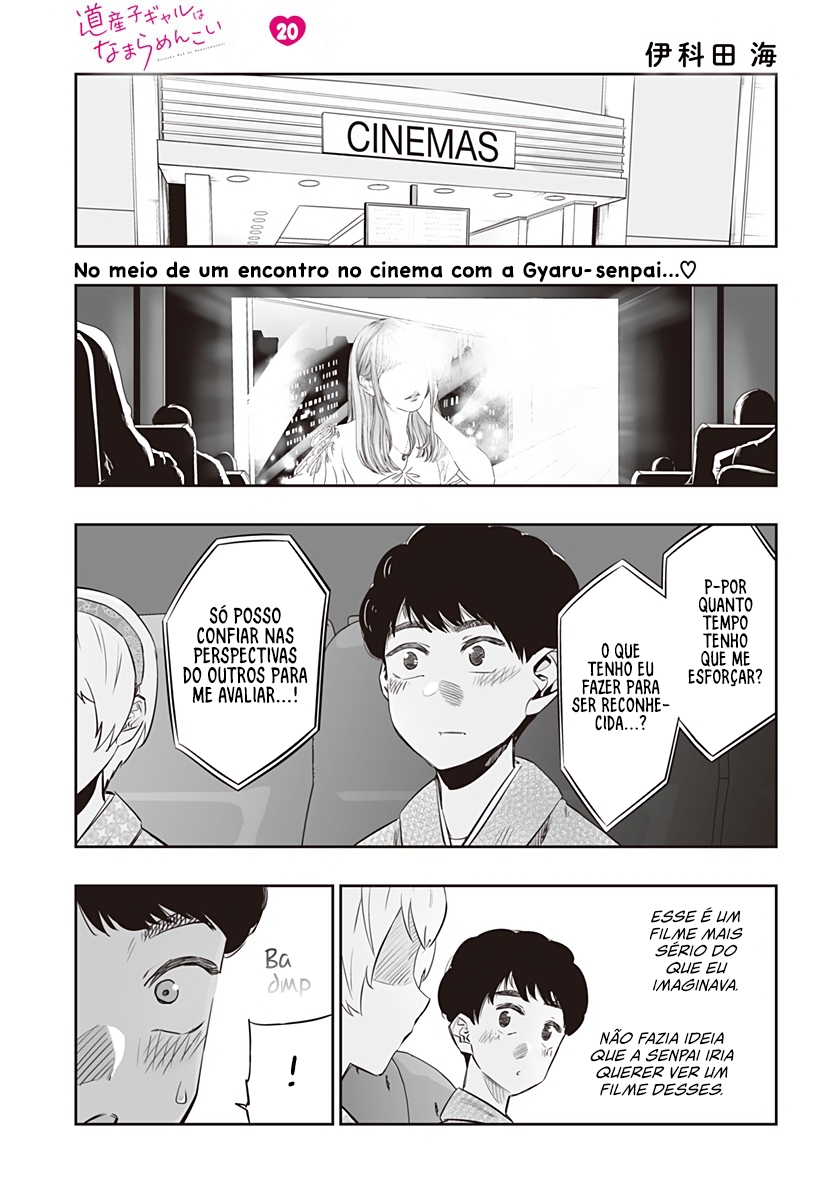 道産子ギャルは
なまらめんこい
20
伊科田 海
CINEMAS
No meio de um encontro no cinema com a Gyaru-senpai...♡
P-POR
QUANTO
TEMPO
TENHO
QUE ME
ESFORÇAR?
O QUE
TENHO EU
FAZER PARA
SER RECONHE-
CIDA...?
SÓ POSSO
CONFIAR NAS
PERSPECTIVAS
DO OUTROS PARA
ME AVALIAR...!
ESSE É UM
FILME MAIS
SÉRIO DO
QUE EU
IMAGINAVA.
NÃO FAZIA IDEIA
QUE A SENPAI IRIA
QUERER VER UM
FILME DESSES.
Ba
dmp
!